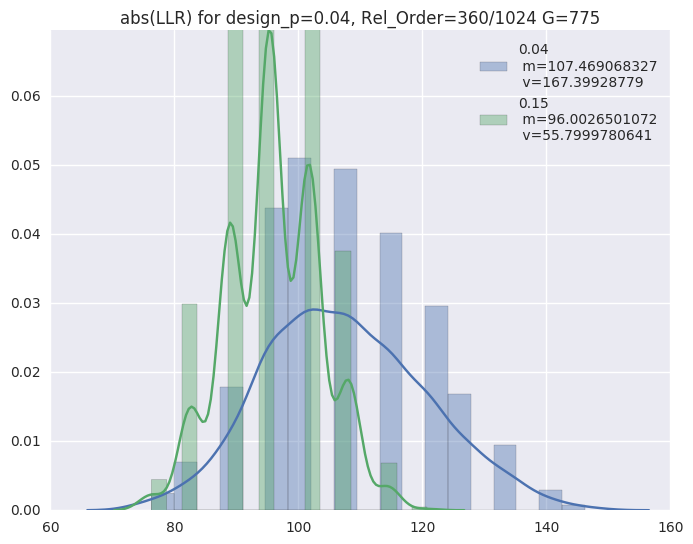 abs(LLR) for design_p=0.04, Rel_Order=360/1024 G=775
0.04
m=107.469068327
v=167.39928779
0.15
m=96.0026501072
v=55.7999780641
0.06
0.05
0.04
0.03
0.02
0.01
0.00
60 80 100 120 140 160